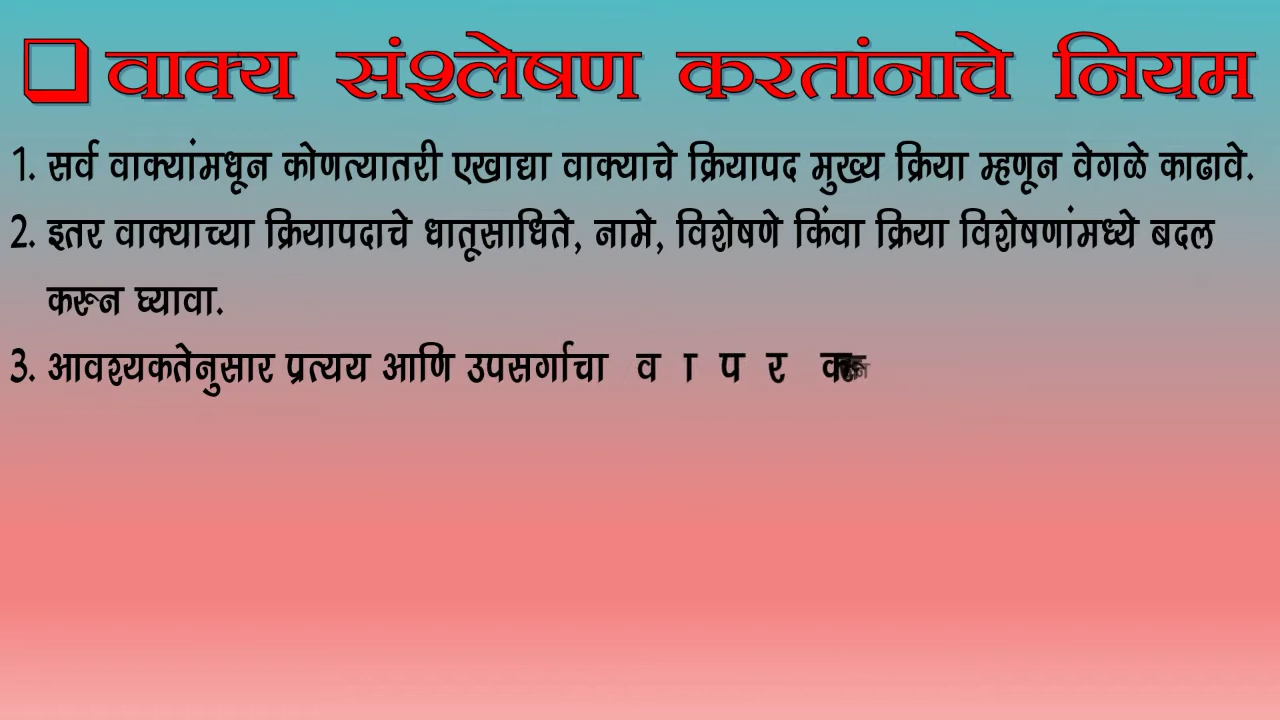 वाक्य संश्लेषण करतांनाचे नियम
1. सर्व वाक्यांमधून कोणत्यातरी एखाद्या वाक्याचे क्रियापद मुख्य क्रिया म्हणून वेगळे काढावे.
2. इतर वाक्याच्या क्रियापदाचे धातूसाधिते, नामे, विशेषणे किंवा क्रिया विशेषणांमध्ये बदल
करून घ्यावा.
3. आवश्यकतेनुसार प्रत्यय आणि उपसर्गाचा वापर